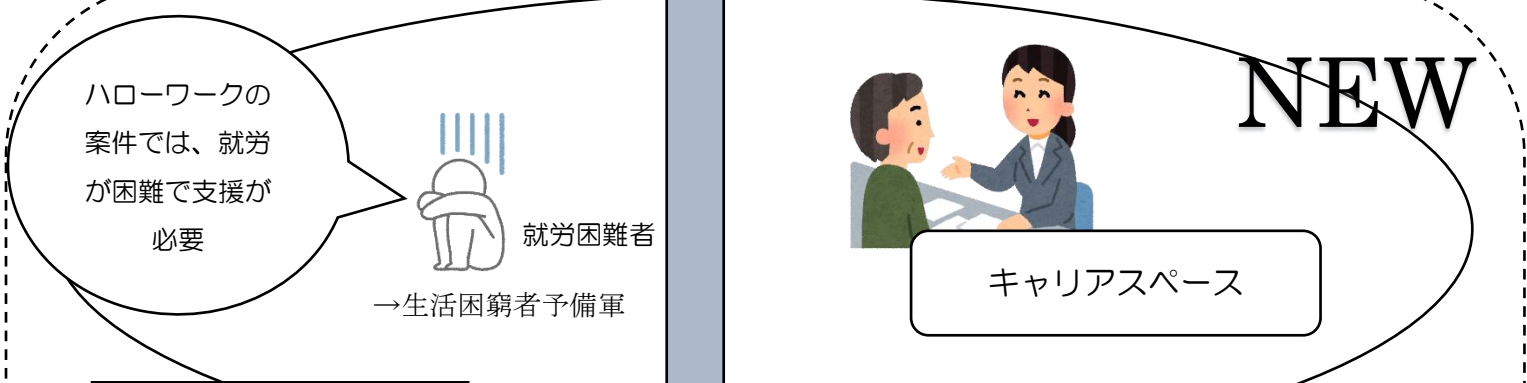 ハローワークの
案件では、就労
が困難で支援が
必要
就労困難者
→生活困窮者予備軍
NEW
キャリアスペース